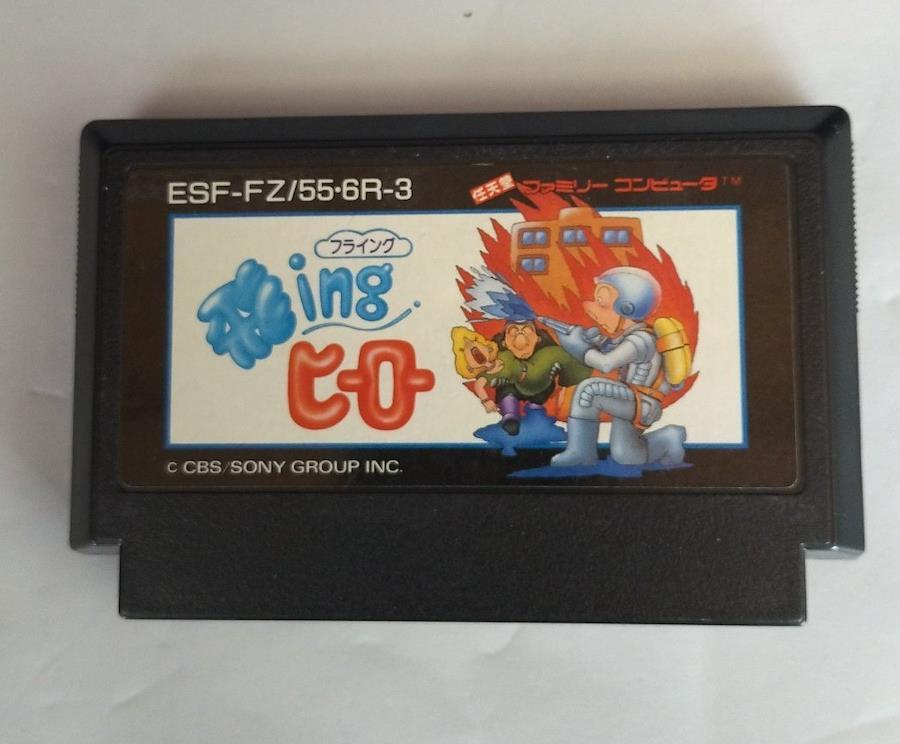 ESF-FZ/55・6R-3
任天堂 ファミリー コンピュータ™
フライング
飛ing
ヒーロー
C CBS/SONY GROUP INC.